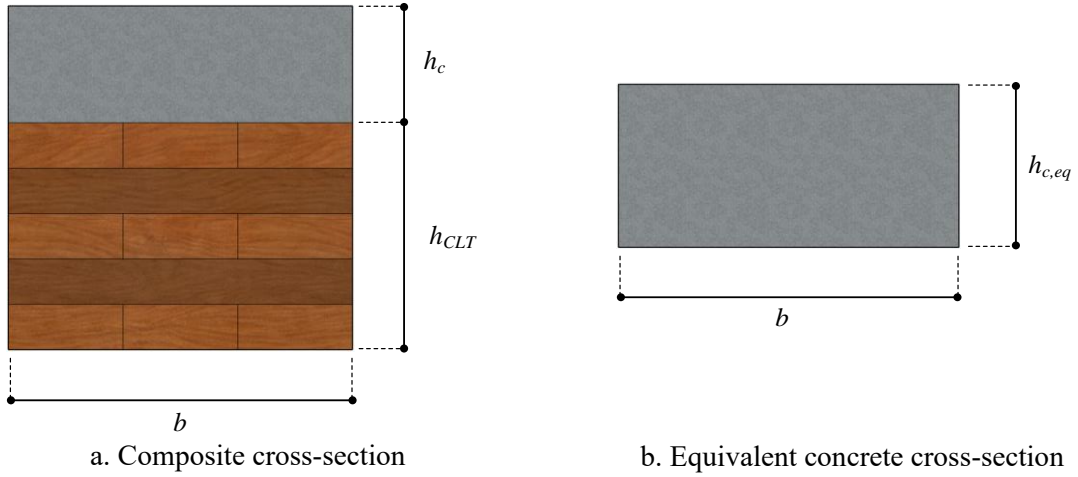 h_c
h_CLT
h_c,eq
b
b
a. Composite cross-section
b. Equivalent concrete cross-section